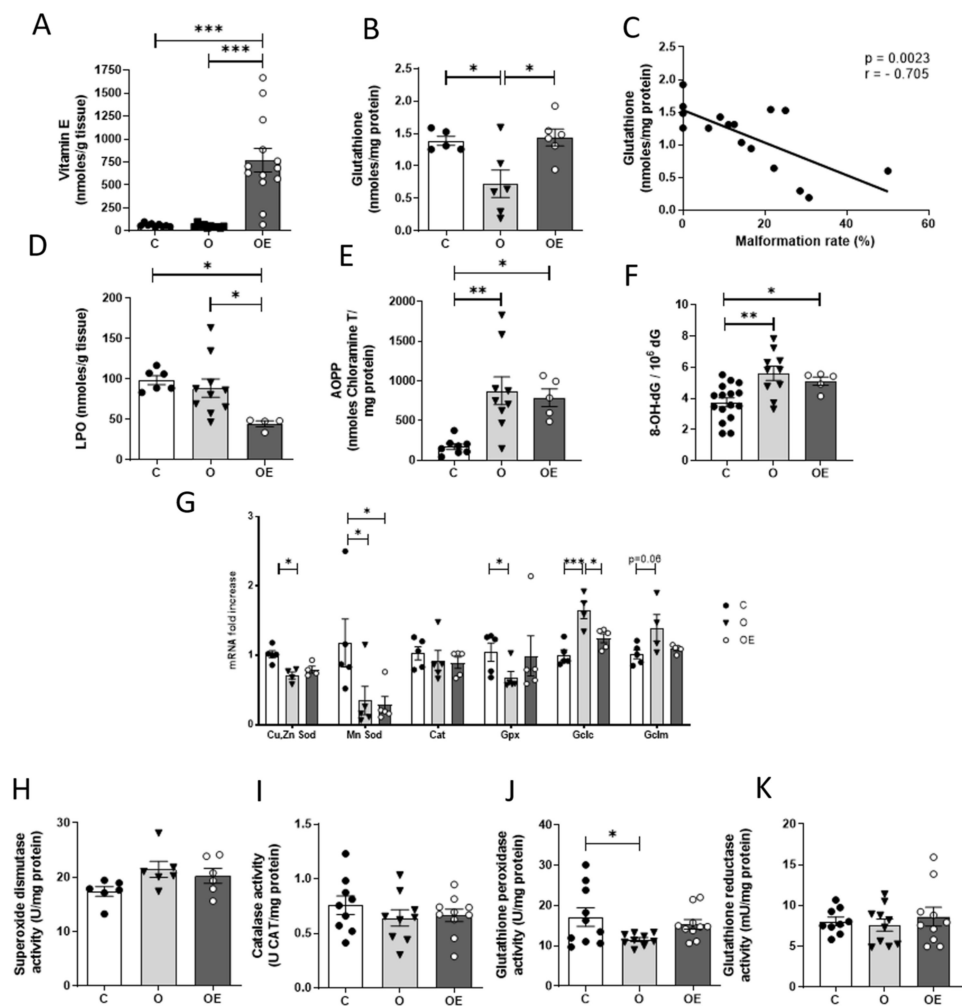 A
***
***
Vitamin E
(nmoles/g tissue)
1750
1500
1250
1000
750
500
250
0
C
O
OE
B
*
*
Glutathione
(nmoles/mg protein)
2.5
2.0
1.5
1.0
0.5
0.0
C
O
OE
C
p = 0.0023
r = - 0.705
Glutathione
(nmoles/mg protein)
2.5
2.0
1.5
1.0
0.5
0.0
0
20
40
60
Malformation rate (%)
D
*
*
LPO (nmoles/g tissue)
200
150
100
50
0
C
O
OE
E
*
**
AOPP
(nmoles Chloramine T/
mg protein)
2000
1500
1000
500
0
C
O
OE
F
*
**
8-OH-dG / 10⁶ dG
10
8
6
4
2
0
C
O
OE
G
mRNA fold increase
3
2
1
0
*
*
*
*
***
*
p=0.06
C
O
OE
Cu,Zn Sod
Mn Sod
Cat
Gpx
Gclc
Gclm
H
Superoxide dismutase
activity (U/mg protein)
30
20
10
0
C
O
OE
I
Catalase activity
(U CAT/mg protein)
1.5
1.0
0.5
0.0
C
O
OE
J
*
Glutathione peroxidase
activity (U/mg protein)
40
30
20
10
0
C
O
OE
K
Glutathione reductase
activity (mU/mg protein)
20
15
10
5
0
C
O
OE